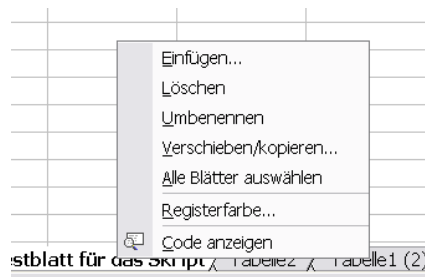 Einfügen...
Löschen
Umbenennen
Verschieben/kopieren...
Alle Blätter auswählen
Registerfarbe...
Code anzeigen
stblatt für das Skript / Tabelle2 / Tabelle1 (2)